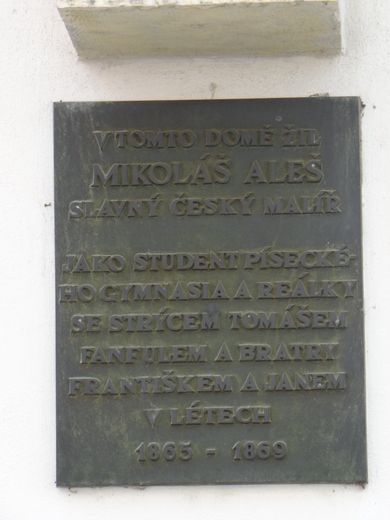 V TOMTO DOMĚ ŽIL
MIKOLÁŠ ALEŠ
SLAVNÝ ČESKÝ MALÍŘ
JAKO STUDENT PÍSECKÉ-
HO GYMNASIA A REÁLKY
SE STRÝCEM TOMÁŠEM
FANFULEM A BRATRY
FRANTIŠKEM A JANEM
V LÉTECH
1865 - 1869